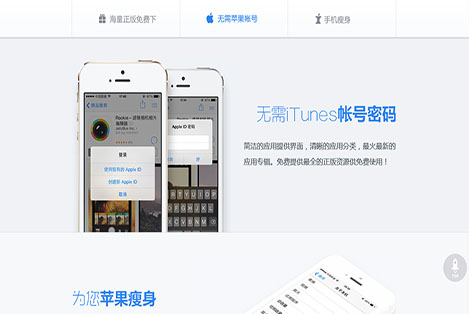 海量正版免费下
无需苹果帐号
手机瘦身
无需iTunes帐号密码
简洁的应用提供界面，清晰的应用分类，最火最新的
应用专辑。免费提供最全的正版资源供免费使用！
登录
使用现有的 Apple ID
创建新 Apple ID
取消
Apple ID 密码
为您苹果瘦身